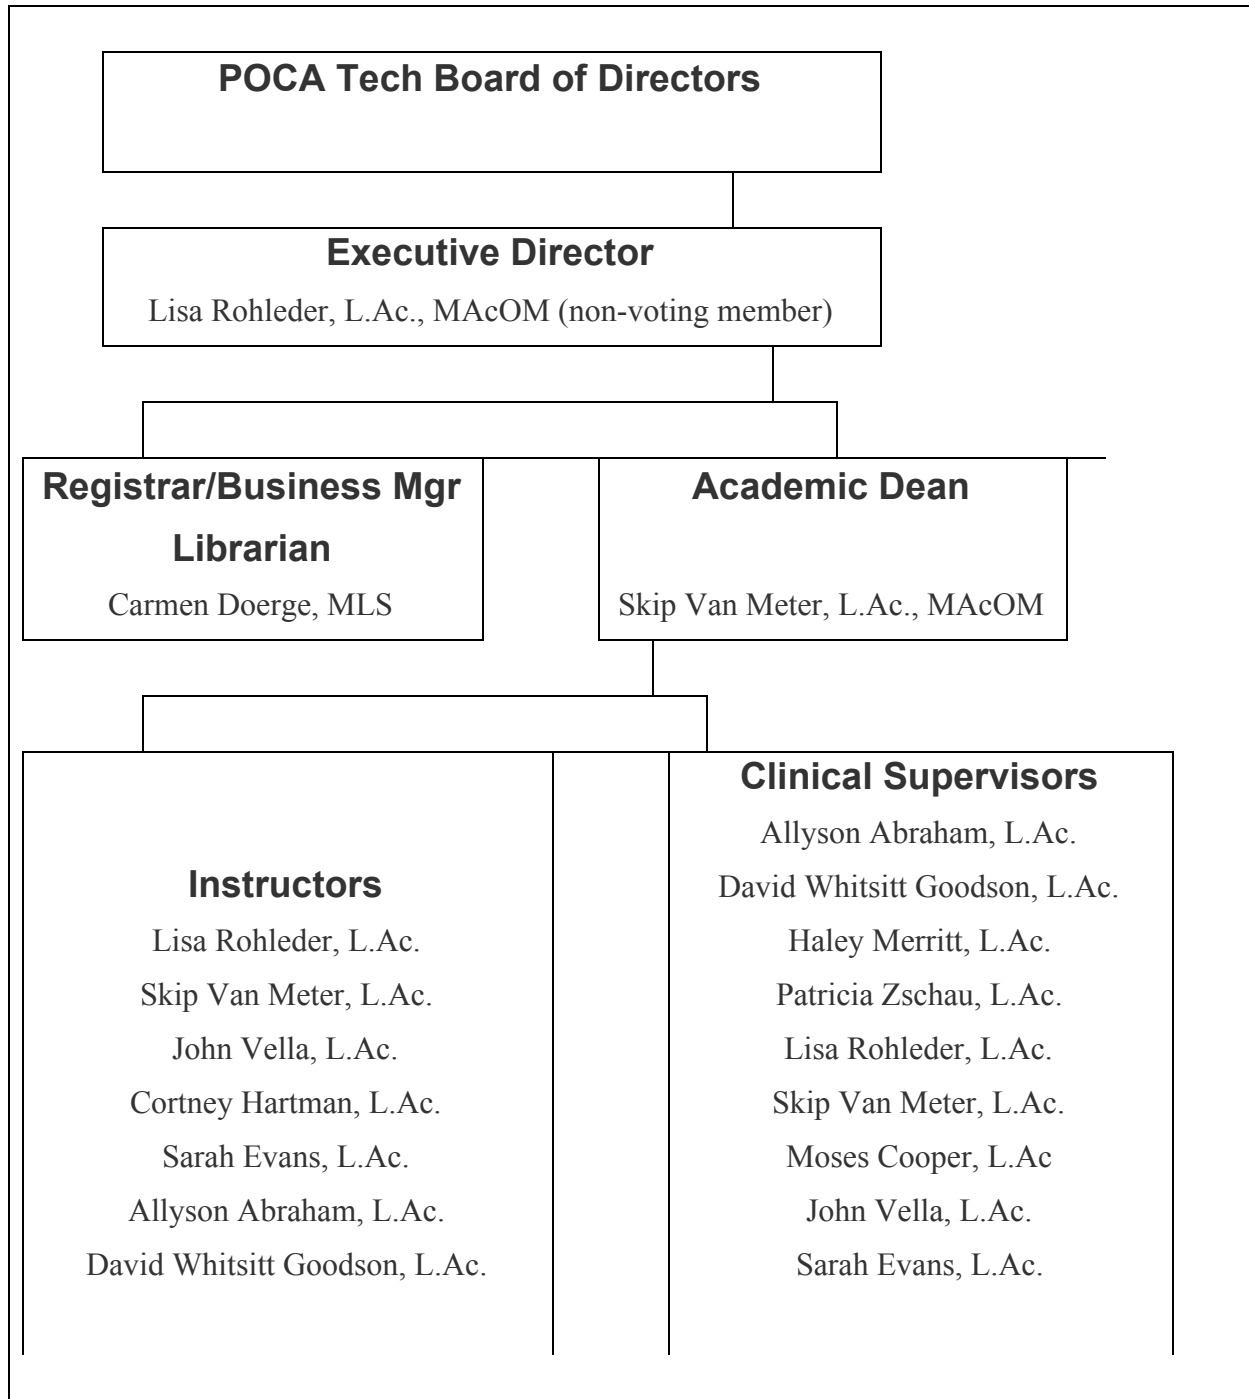 POCA Tech Board of Directors
Executive Director
Lisa Rohleder, L.Ac., MAcOM (non-voting member)
Registrar/Business Mgr
Librarian
Carmen Doerge, MLS
Academic Dean
Skip Van Meter, L.Ac., MAcOM
Instructors
Lisa Rohleder, L.Ac.
Skip Van Meter, L.Ac.
John Vella, L.Ac.
Cortney Hartman, L.Ac.
Sarah Evans, L.Ac.
Allyson Abraham, L.Ac.
David Whitsitt Goodson, L.Ac.
Clinical Supervisors
Allyson Abraham, L.Ac.
David Whitsitt Goodson, L.Ac.
Haley Merritt, L.Ac.
Patricia Zschau, L.Ac.
Lisa Rohleder, L.Ac.
Skip Van Meter, L.Ac.
Moses Cooper, L.Ac
John Vella, L.Ac.
Sarah Evans, L.Ac.